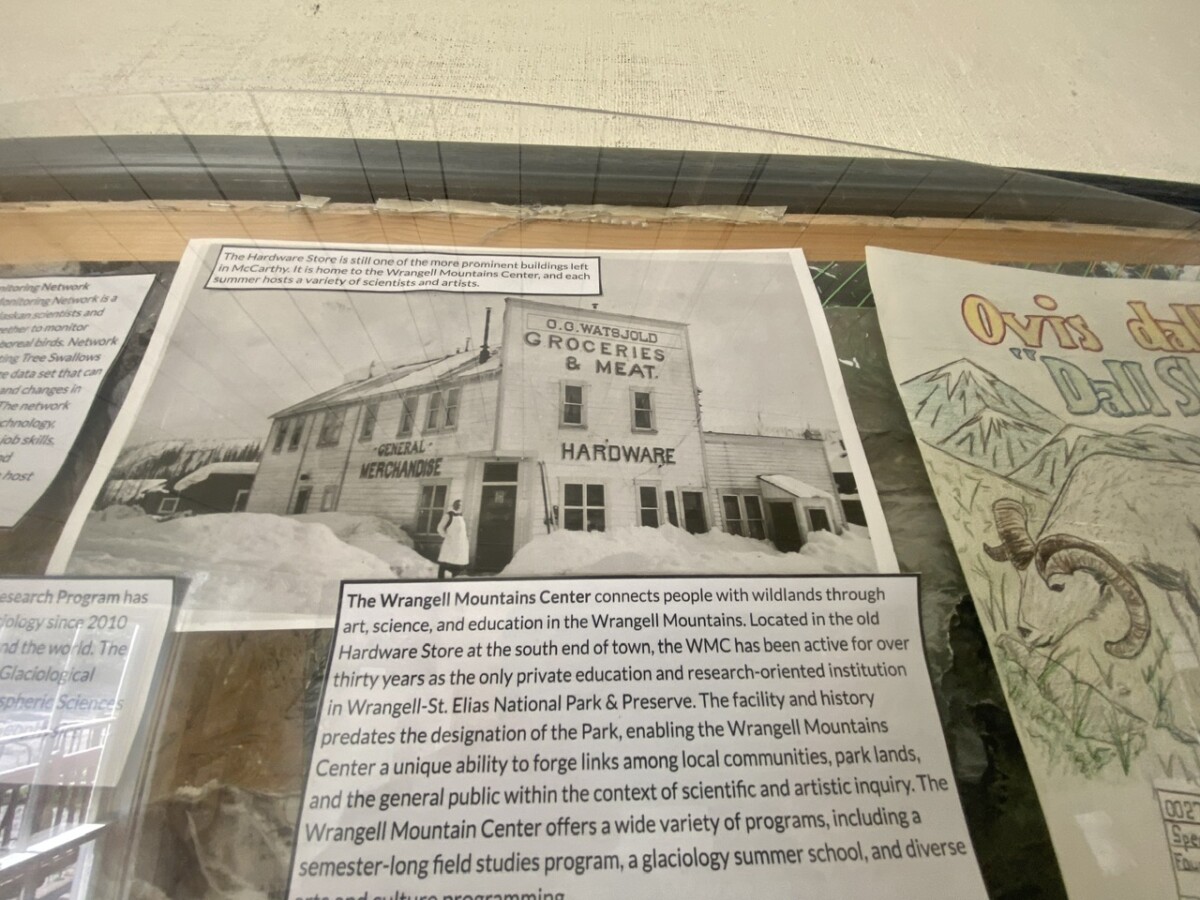 The Hardware Store is still one of the more prominent buildings left
in McCarthy. It is home to the Wrangell Mountains Center, and each
summer hosts a variety of scientists and artists.
O.G. WATSJOLD
GROCERIES
& MEAT.
-GENERAL-
MERCHANDISE
HARDWARE
The Wrangell Mountains Center connects people with wildlands through
art, science, and education in the Wrangell Mountains. Located in the old
Hardware Store at the south end of town, the WMC has been active for over
thirty years as the only private education and research-oriented institution
in Wrangell-St. Elias National Park & Preserve. The facility and history
predates the designation of the Park, enabling the Wrangell Mountains
Center a unique ability to forge links among local communities, park lands,
and the general public within the context of scientific and artistic inquiry. The
Wrangell Mountain Center offers a wide variety of programs, including a
semester-long field studies program, a glaciology summer school, and diverse
arts and culture programming
Network
Monitoring Network is a
scientists and
to monitor
boreal birds. Network
Tree Swallows
data set that can
and changes in
The network
job skills,
host
Research Program has
since 2010
and the world. The
Glaciological
Sciences
Ovis
"Dall